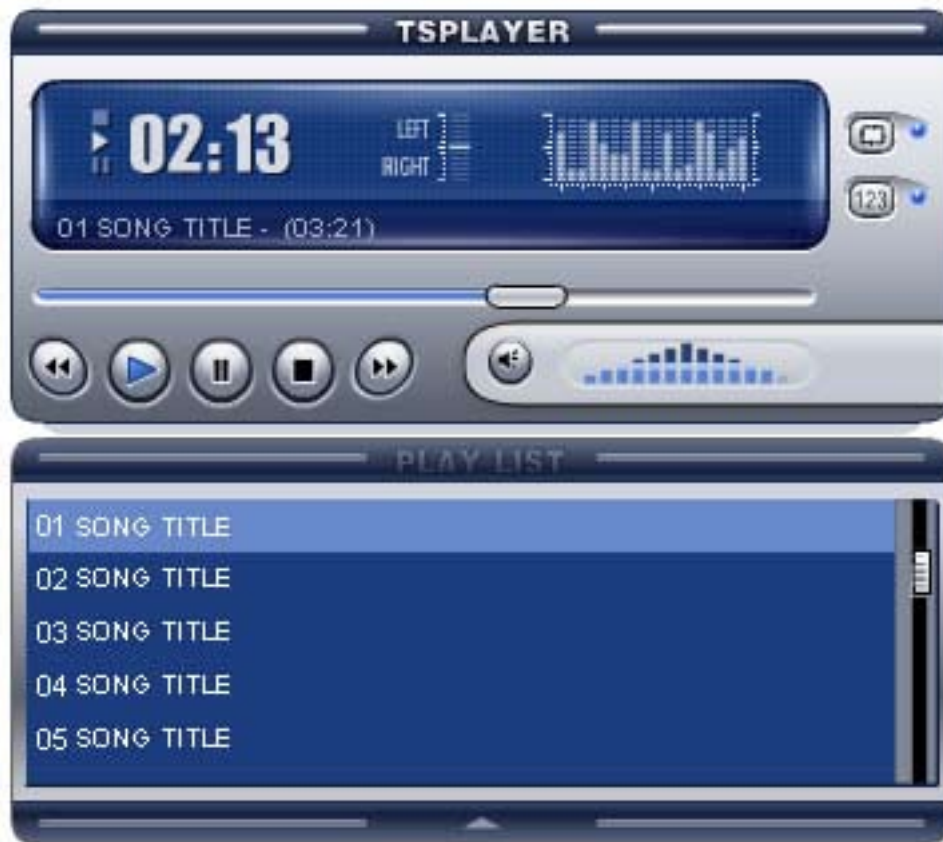 TSPLAYER
02:13
LEFT
RIGHT
01 SONG TITLE - (03:21)
123
PLAY LIST
01 SONG TITLE
02 SONG TITLE
03 SONG TITLE
04 SONG TITLE
05 SONG TITLE